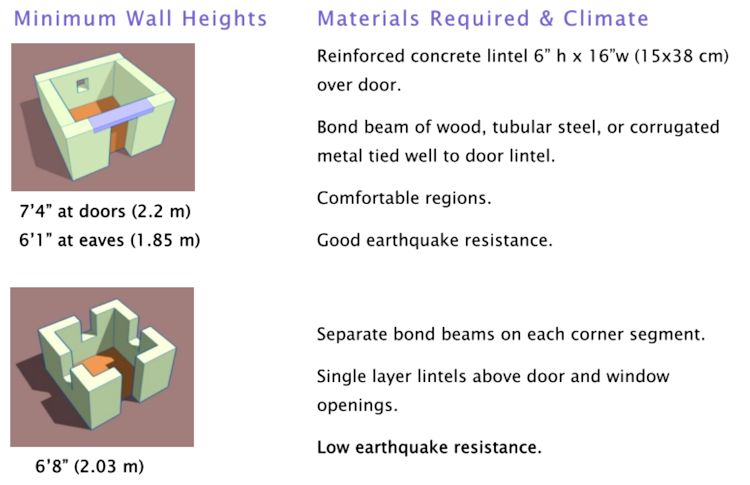 Minimum Wall Heights
Materials Required & Climate
Reinforced concrete lintel 6” h x 16”w (15x38 cm)
over door.
Bond beam of wood, tubular steel, or corrugated
metal tied well to door lintel.
Comfortable regions.
Good earthquake resistance.
7’4” at doors (2.2 m)
6’1” at eaves (1.85 m)
Separate bond beams on each corner segment.
Single layer lintels above door and window
openings.
Low earthquake resistance.
6’8” (2.03 m)